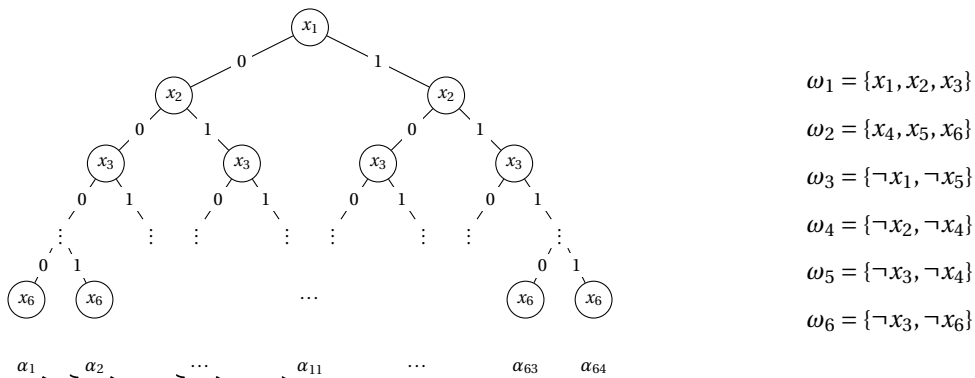 x₁
0 1
x₂ x₂
0 1 0 1
x₃ x₃ x₃ x₃
0 1 0 1 0 1 0 1
⋮ ⋮ ⋮ ⋮ ⋮ ⋮ ⋮ ⋮
0 1 0 1
x₆ x₆ ... x₆ x₆
α₁ α₂ ... α₁₁ ... α₆₃ α₆₄
ω₁ = {x₁, x₂, x₃}
ω₂ = {x₄, x₅, x₆}
ω₃ = {¬x₁, ¬x₅}
ω₄ = {¬x₂, ¬x₄}
ω₅ = {¬x₃, ¬x₄}
ω₆ = {¬x₃, ¬x₆}